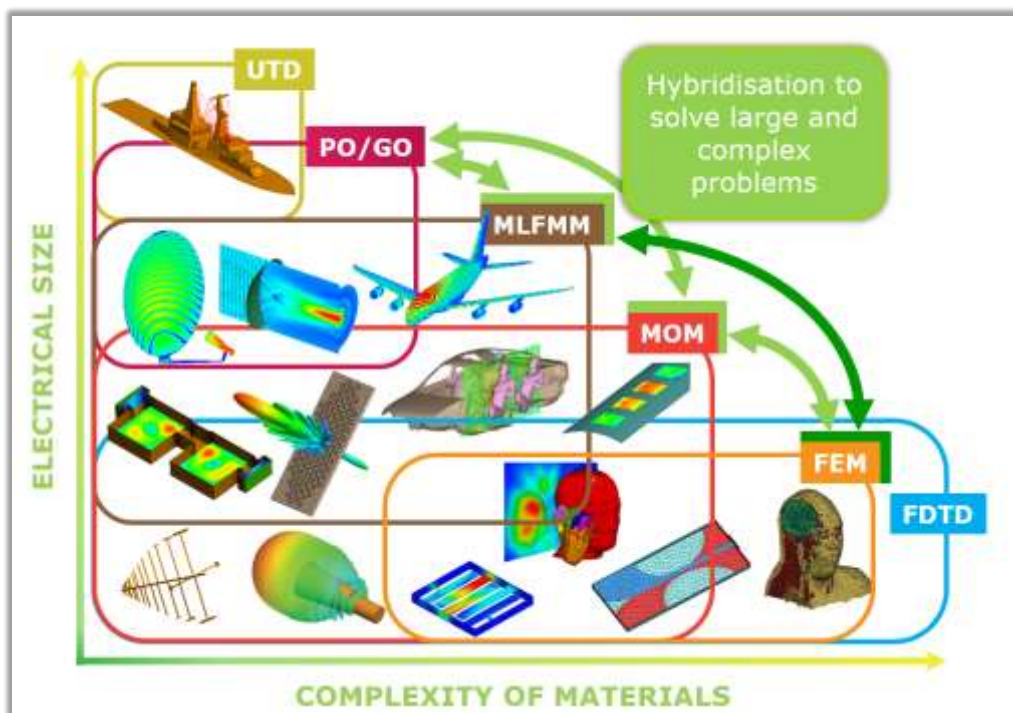 UTD
Hybridisation to
solve large and
complex
problems
PO/GO
MLFMM
MOM
FEM
FDTD
ELECTRICAL SIZE
COMPLEXITY OF MATERIALS